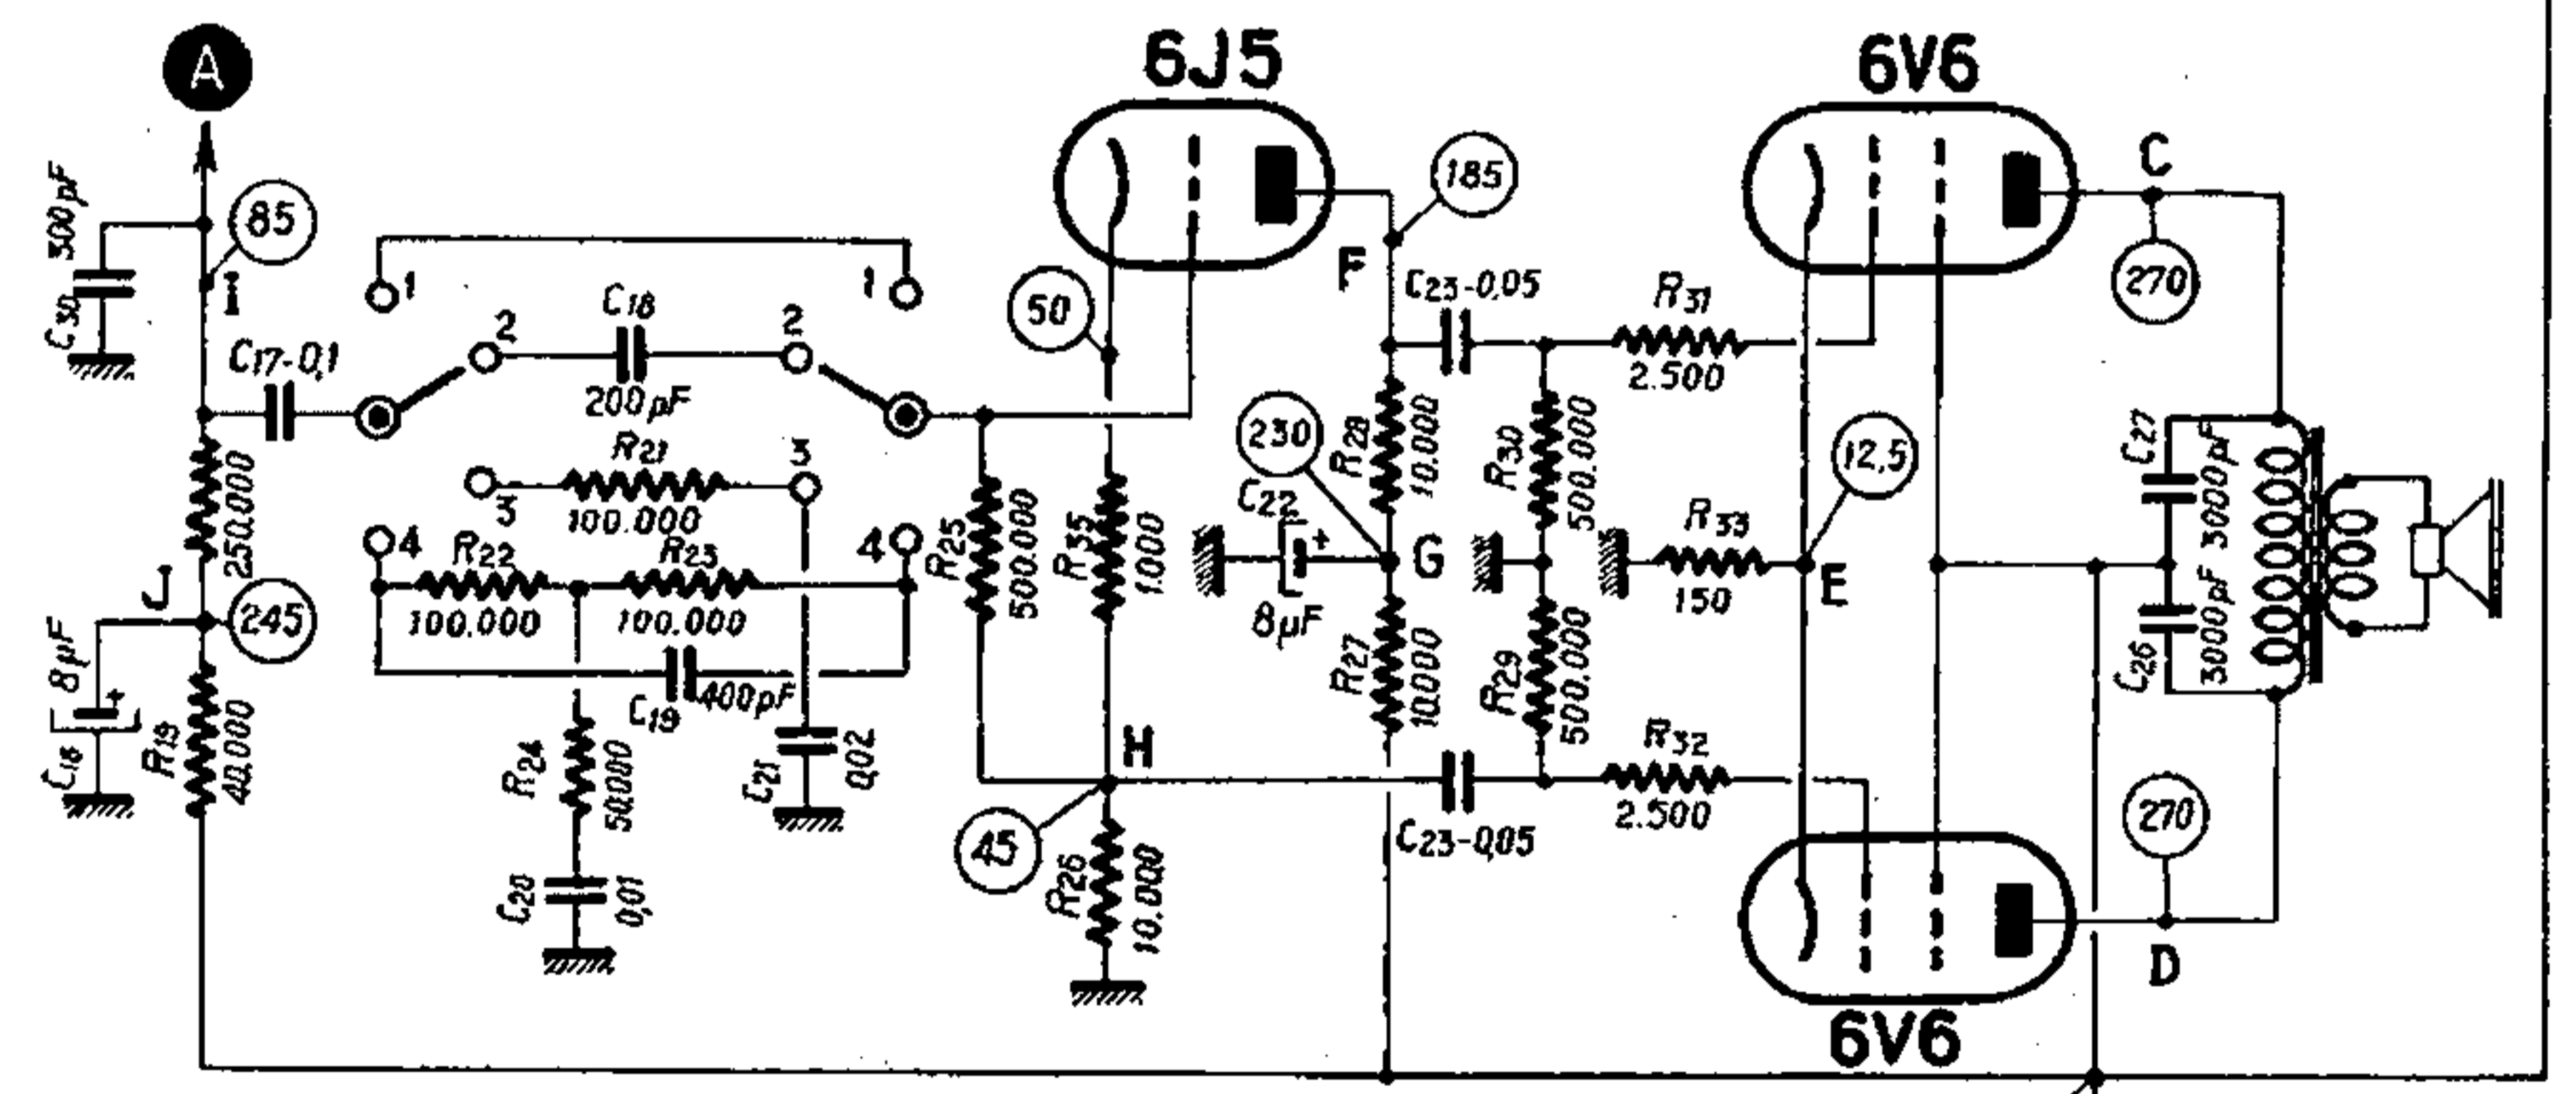 A
6J5
6V6
C
300pF
C30
85
I
185
F
50
270
1
1
C18
2
2
200pF
C17-0,1
C23-0,05
R31
2.500
R21
3
3
100.000
230
R28
10.000
R30
500.000
12,5
C27
3000pF
250.000
4
4
R22
R23
100.000
100.000
R25
500.000
R35
1.000
C22
+
8µF
G
R33
150
E
J
245
8µF
+
C16
R19
40.000
C19
400pF
R27
10.000
R29
500.000
C26
3000pF
R24
50.000
C21
0,02
H
R32
2.500
45
C23-0,05
270
C20
0,01
R26
10.000
D
6V6